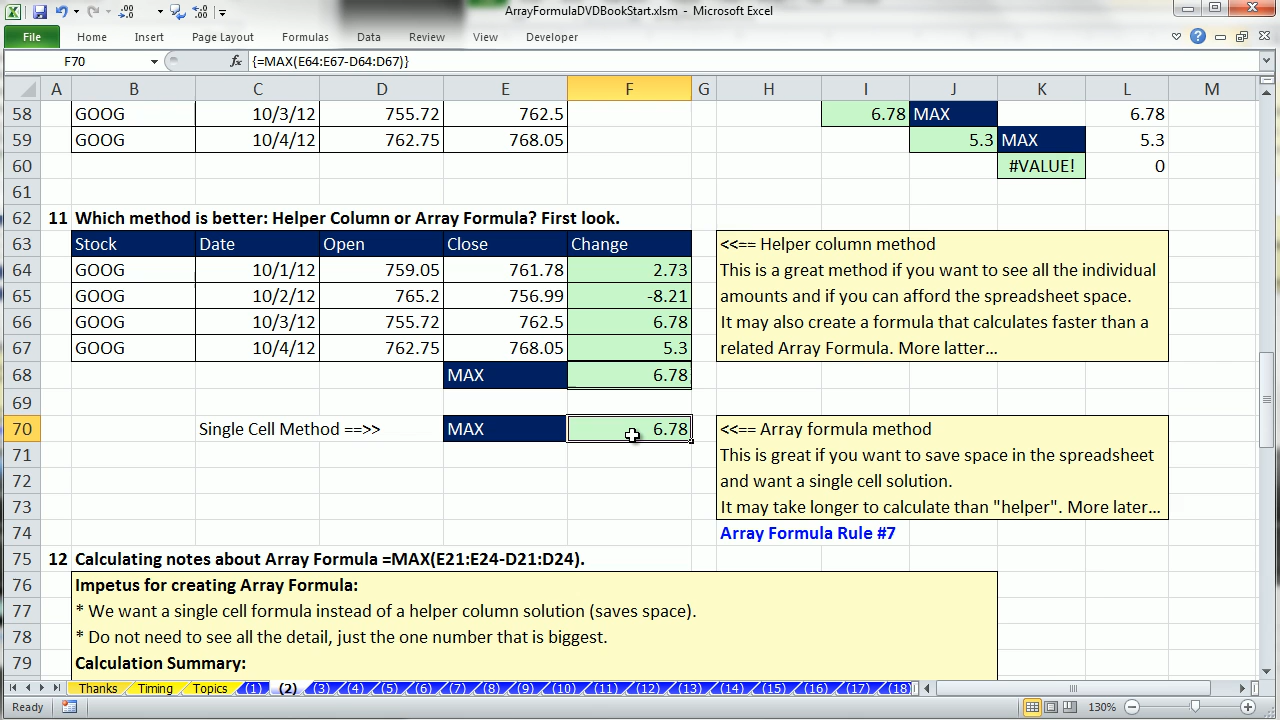 ArrayFormulaDVDBookStart.xlsm - Microsoft Excel
File Home Insert Page Layout Formulas Data Review View Developer
F70 fx {=MAX(E64:E67-D64:D67)}
A B C D E F G H I J K L M
58 GOOG 10/3/12 755.72 762.5 6.78 MAX 6.78
59 GOOG 10/4/12 762.75 768.05 5.3 MAX 5.3
60 #VALUE! 0
61
62 11 Which method is better: Helper Column or Array Formula? First look.
63 Stock Date Open Close Change <<== Helper column method
64 GOOG 10/1/12 759.05 761.78 2.73 This is a great method if you want to see all the individual
65 GOOG 10/2/12 765.2 756.99 -8.21 amounts and if you can afford the spreadsheet space.
66 GOOG 10/3/12 755.72 762.5 6.78 It may also create a formula that calculates faster than a
67 GOOG 10/4/12 762.75 768.05 5.3 related Array Formula. More latter...
68 MAX 6.78
69
70 Single Cell Method ==>> MAX 6.78 <<== Array formula method
71 This is great if you want to save space in the spreadsheet
72 and want a single cell solution.
73 It may take longer to calculate than "helper". More later...
74 Array Formula Rule #7
75 12 Calculating notes about Array Formula =MAX(E21:E24-D21:D24).
76 Impetus for creating Array Formula:
77 * We want a single cell formula instead of a helper column solution (saves space).
78 * Do not need to see all the detail, just the one number that is biggest.
79 Calculation Summary:
Thanks Timing Topics (1) (2) (3) (4) (5) (6) (7) (8) (9) (10) (11) (12) (13) (14) (15) (16) (17) (18
Ready 130%